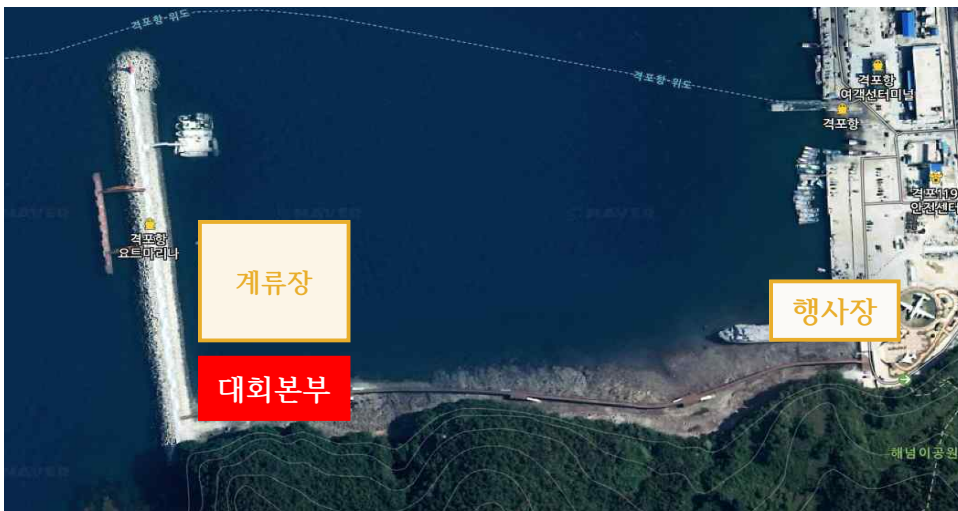 격포항-위도
격포항-위도
격포항
여객선터미널
격포항
격포119
안전센터
격포항
요트마리나
계류장
행사장
대회본부
해넘이공원
NAVER